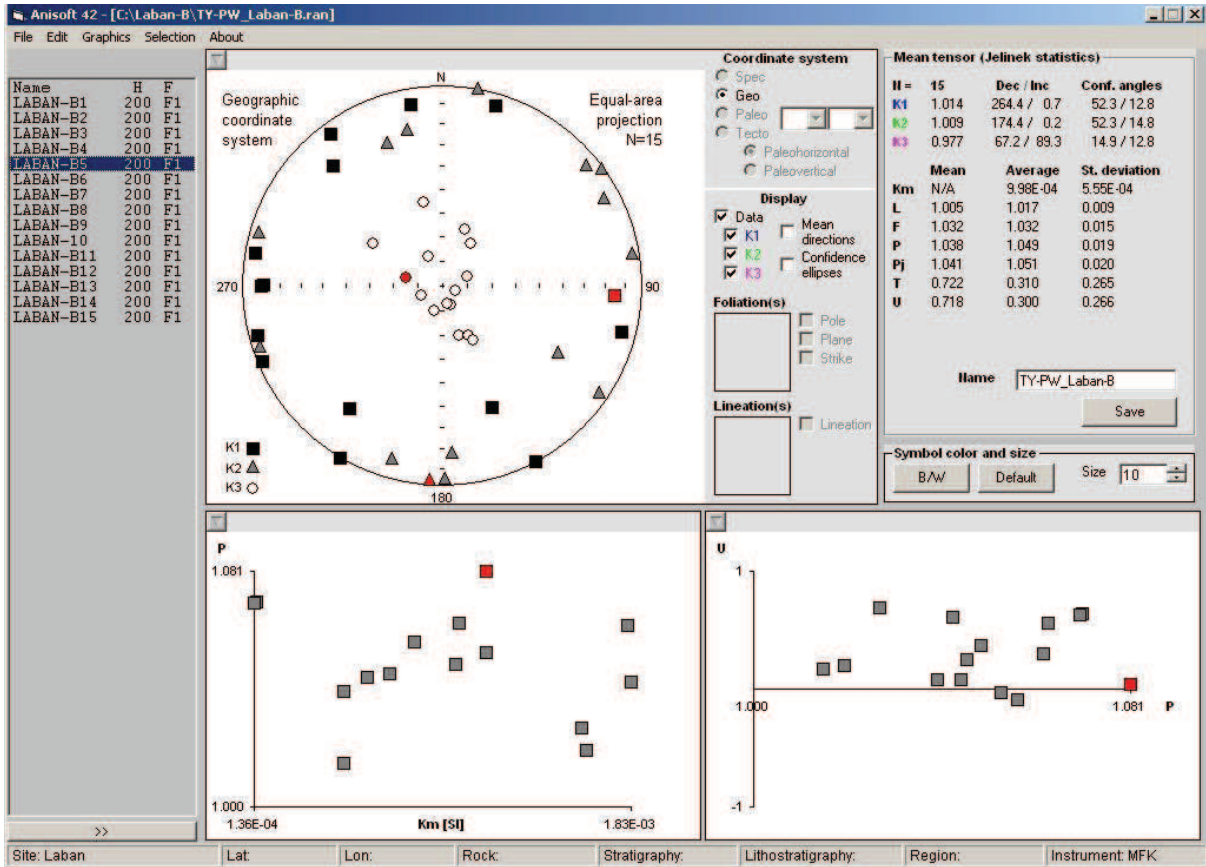 Anisoft 42 - [C:\Laban-B\TY-PW_Laban-B.ran]
File Edit Graphics Selection About
Name H F
LABAN-B1 200 F1
LABAN-B2 200 F1
LABAN-B3 200 F1
LABAN-B4 200 F1
LABAN-B5 200 F1
LABAN-B6 200 F1
LABAN-B7 200 F1
LABAN-B8 200 F1
LABAN-B9 200 F1
LABAN-10 200 F1
LABAN-B11 200 F1
LABAN-B12 200 F1
LABAN-B13 200 F1
LABAN-B14 200 F1
LABAN-B15 200 F1
>>
Geographic
coordinate
system
N
Equal-area
projection
N=15
270
90
180
K1
K2
K3
Coordinate system
Spec
Geo
Paleo
Tecto
Paleohorizontal
Paleovertical
Display
Data
K1
K2
K3
Mean
directions
Confidence
ellipses
Foliation(s)
Pole
Plane
Strike
Lineation(s)
Lineation
Mean tensor (Jelinek statistics)
N = 15 Dec / Inc Conf. angles
K1 1.014 264.4 / 0.7 52.3 / 12.8
K2 1.009 174.4 / 0.2 52.3 / 14.8
K3 0.977 67.2 / 89.3 14.9 / 12.8
Mean Average St. deviation
Km N/A 9.98E-04 5.55E-04
L 1.005 1.017 0.009
F 1.032 1.032 0.015
P 1.038 1.049 0.019
Pj 1.041 1.051 0.020
T 0.722 0.310 0.265
U 0.718 0.300 0.266
Name TY-PW_Laban-B
Save
Symbol color and size
B/W Default Size 10
P
1.081
1.000
1.36E-04 Km [SI] 1.83E-03
U
1
1.000 1.081 P
-1
Site: Laban Lat: Lon: Rock: Stratigraphy: Lithostratigraphy: Region: Instrument: MFK